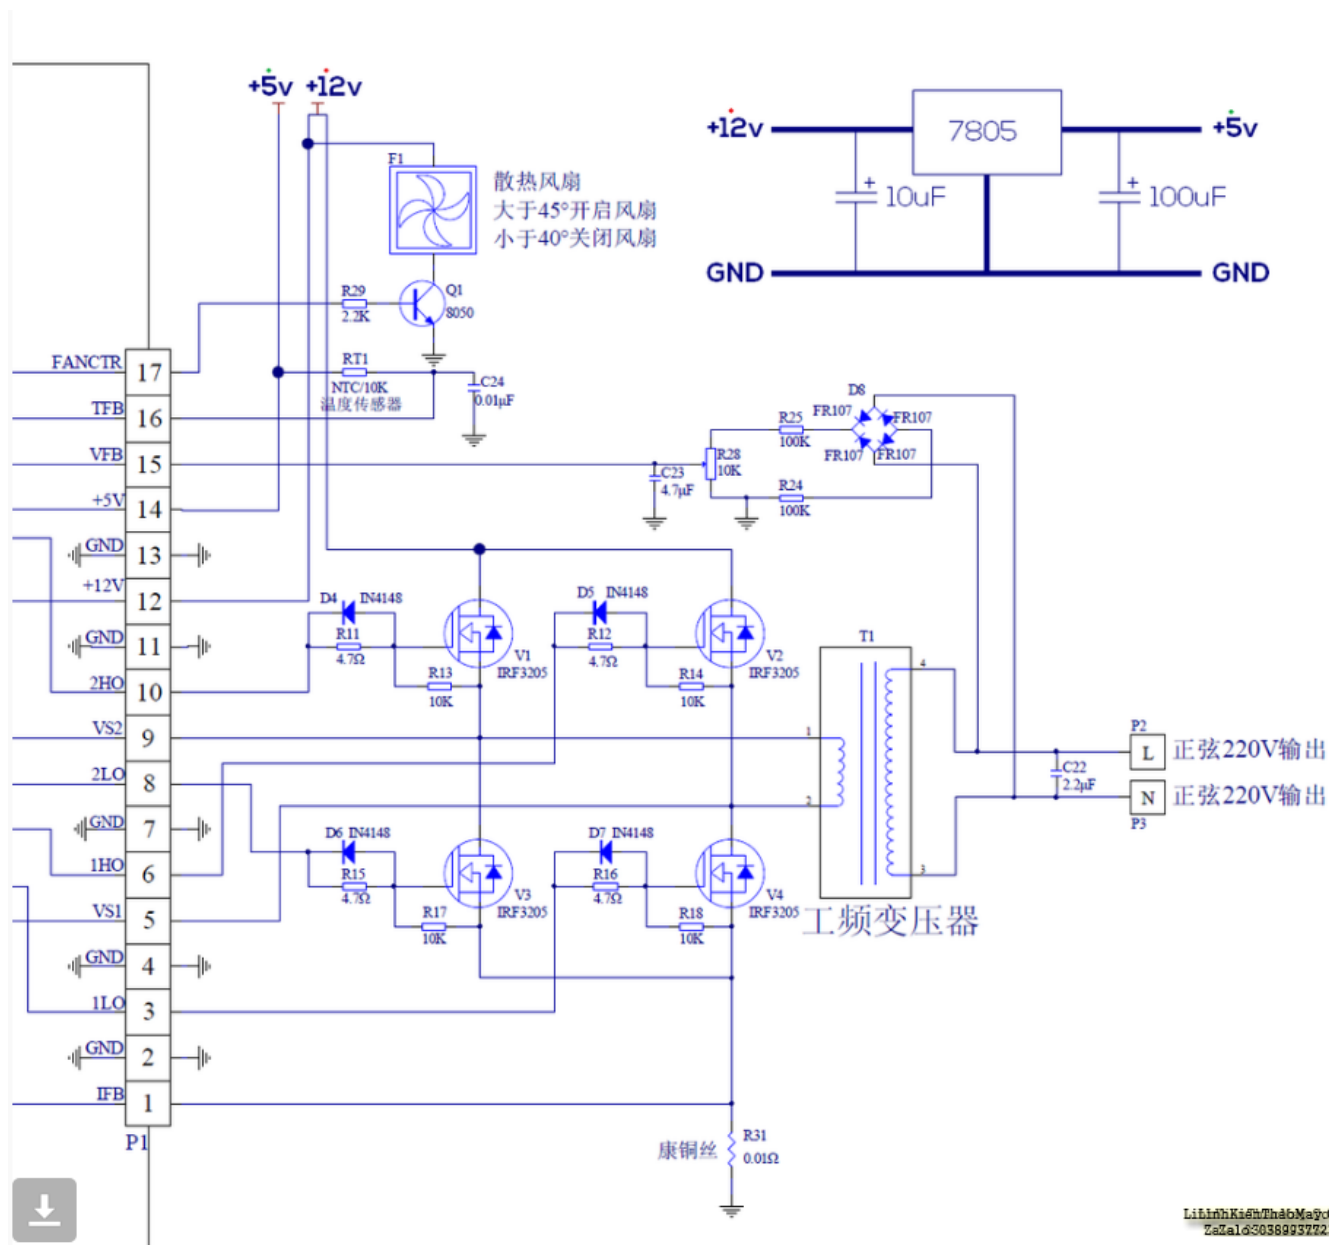 +5v +12v
F1
散热风扇
大于45°开启风扇
小于40°关闭风扇
+12v
7805
+5v
10uF
100uF
GND
GND
R29
2.2K
Q1
8050
FANCTR 17
RT1
NTC/10K
温度传感器
C24
0.01μF
TFB 16
D8
FR107
FR107
FR107
FR107
R25
100K
R28
10K
R24
100K
VFB 15
C23
4.7μF
+5V 14
GND 13
+12V 12
D4 IN4148
R11
4.7Ω
D5 IN4148
R12
4.7Ω
GND 11
V1
IRF3205
V2
IRF3205
R13
10K
R14
10K
2HO 10
T1
4
1
2
3
VS2 9
P2
L 正弦220V输出
C22
2.2μF
N 正弦220V输出
P3
2LO 8
GND 7
D6 IN4148
R15
4.7Ω
D7 IN4148
R16
4.7Ω
1HO 6
V3
IRF3205
V4
IRF3205
R17
10K
R18
10K
工频变压器
VS1 5
GND 4
1LO 3
GND 2
IFB 1
P1
康铜丝
R31
0.01Ω